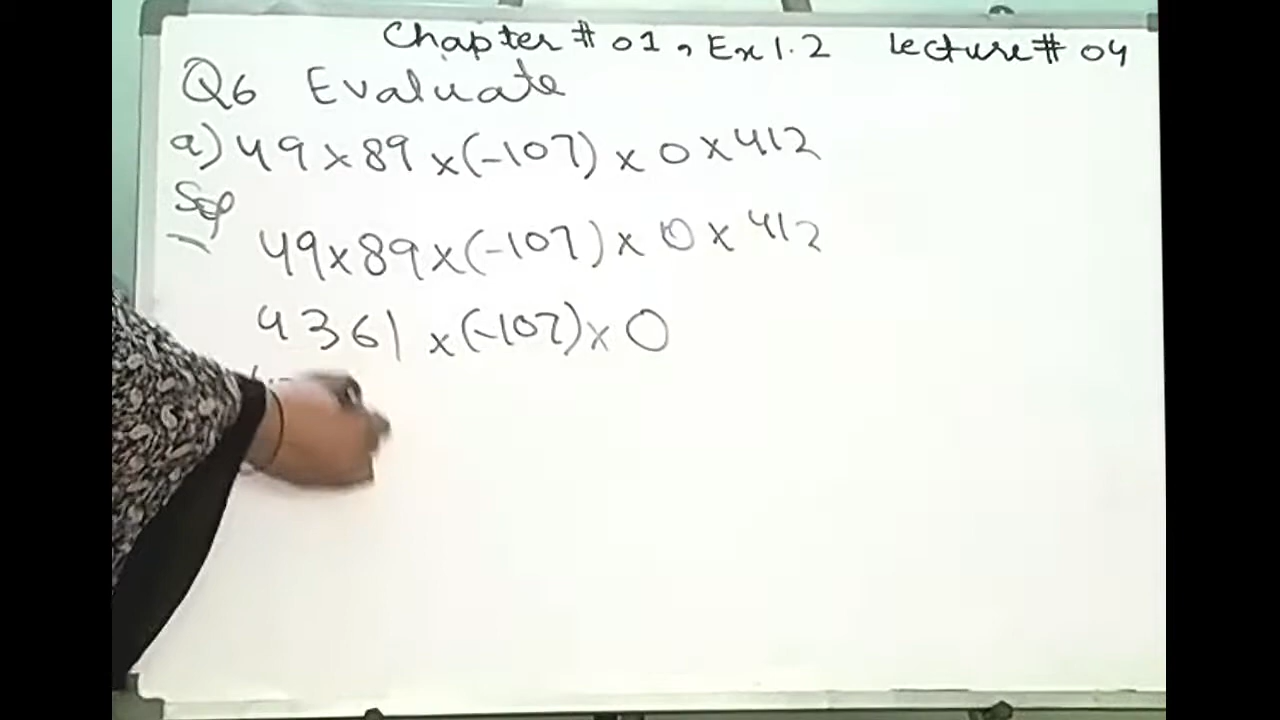 Chapter # 01, Ex 1.2 Lecture # 04
Q6 Evaluate
a) 49 x 89 x (-107) x 0 x 412
Sol
49 x 89 x (-107) x 0 x 412
4361 x (-107) x 0